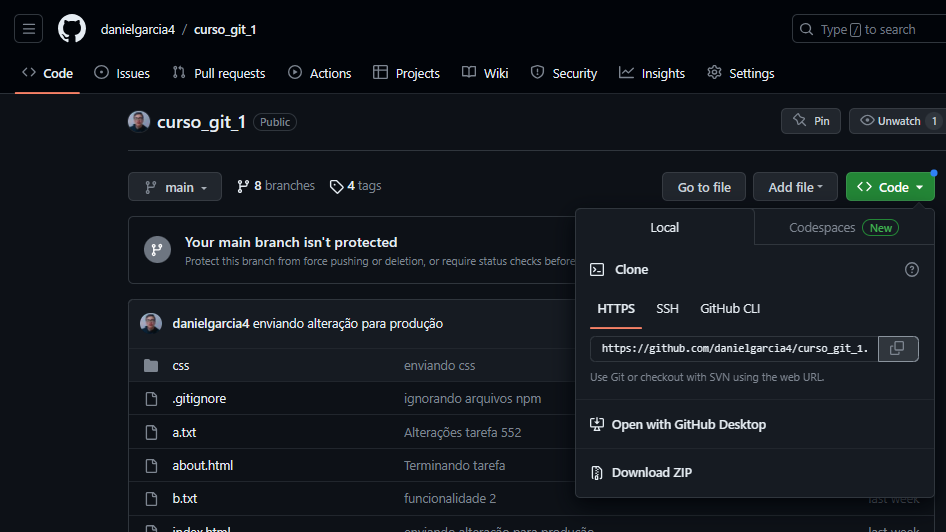 danielgarcia4 / curso_git_1
Type / to search
Code Issues Pull requests Actions Projects Wiki Security Insights Settings
curso_git_1 Public
Pin Unwatch 1
main 8 branches 4 tags
Go to file Add file Code
Your main branch isn't protected
Protect this branch from force pushing or deletion, or require status checks before
danielgarcia4 enviando alteração para produção
css enviando css
.gitignore ignorando arquivos npm
a.txt Alterações tarefa 552
about.html Terminando tarefa
b.txt funcionalidade 2 last week
index.html enviando alteração para produção last week
Local Codespaces New
Clone
HTTPS SSH GitHub CLI
https://github.com/danielgarcia4/curso_git_1.
Use Git or checkout with SVN using the web URL.
Open with GitHub Desktop
Download ZIP